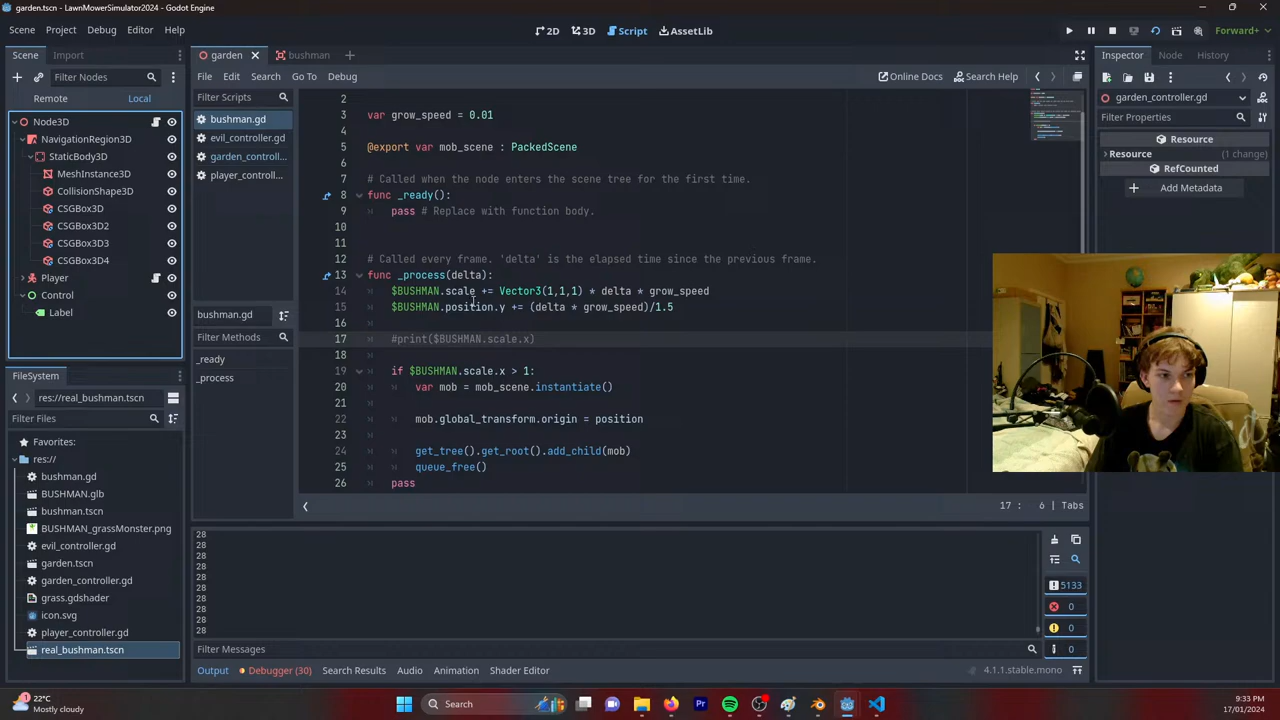 garden.tscn - LawnMowerSimulator2024 - Godot Engine
Scene Project Debug Editor Help
2D 3D Script AssetLib
Forward+
Scene Import
Filter Nodes
Remote Local
Node3D
NavigationRegion3D
StaticBody3D
MeshInstance3D
CollisionShape3D
CSGBox3D
CSGBox3D2
CSGBox3D3
CSGBox3D4
Player
Control
Label
FileSystem
res://real_bushman.tscn
Filter Files
Favorites:
res://
bushman.gd
BUSHMAN.glb
bushman.tscn
BUSHMAN_grassMonster.png
evil_controller.gd
garden.tscn
garden_controller.gd
grass.gdshader
icon.svg
player_controller.gd
real_bushman.tscn
garden bushman
File Edit Search Go To Debug
Online Docs Search Help
Filter Scripts
bushman.gd
evil_controller.gd
garden_controll...
player_controll...
bushman.gd
Filter Methods
_ready
_process
2
3 var grow_speed = 0.01
4
5 @export var mob_scene : PackedScene
6
7 # Called when the node enters the scene tree for the first time.
8 func _ready():
9 pass # Replace with function body.
10
11
12 # Called every frame. 'delta' is the elapsed time since the previous frame.
13 func _process(delta):
14 $BUSHMAN.scale += Vector3(1,1,1) * delta * grow_speed
15 $BUSHMAN.position.y += (delta * grow_speed)/1.5
16
17 #print($BUSHMAN.scale.x)
18
19 if $BUSHMAN.scale.x > 1:
20 var mob = mob_scene.instantiate()
21
22 mob.global_transform.origin = position
23
24 get_tree().get_root().add_child(mob)
25 queue_free()
26 pass
17 : 6 | Tabs
28
28
28
28
28
28
28
28
28
28
Filter Messages
5133
0
0
0
Output Debugger (30) Search Results Audio Animation Shader Editor
4.1.1.stable.mono
Inspector Node History
garden_controller.gd
Filter Properties
Resource
Resource (1 change)
RefCounted
Add Metadata
22°C
Mostly cloudy
Search
9:33 PM
17/01/2024